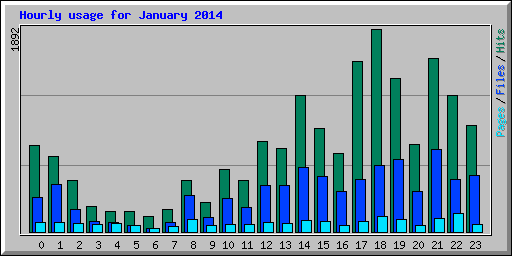 Hourly usage for January 2014
1892
Pages/Files/Hits
0 1 2 3 4 5 6 7 8 9 10 11 12 13 14 15 16 17 18 19 20 21 22 23